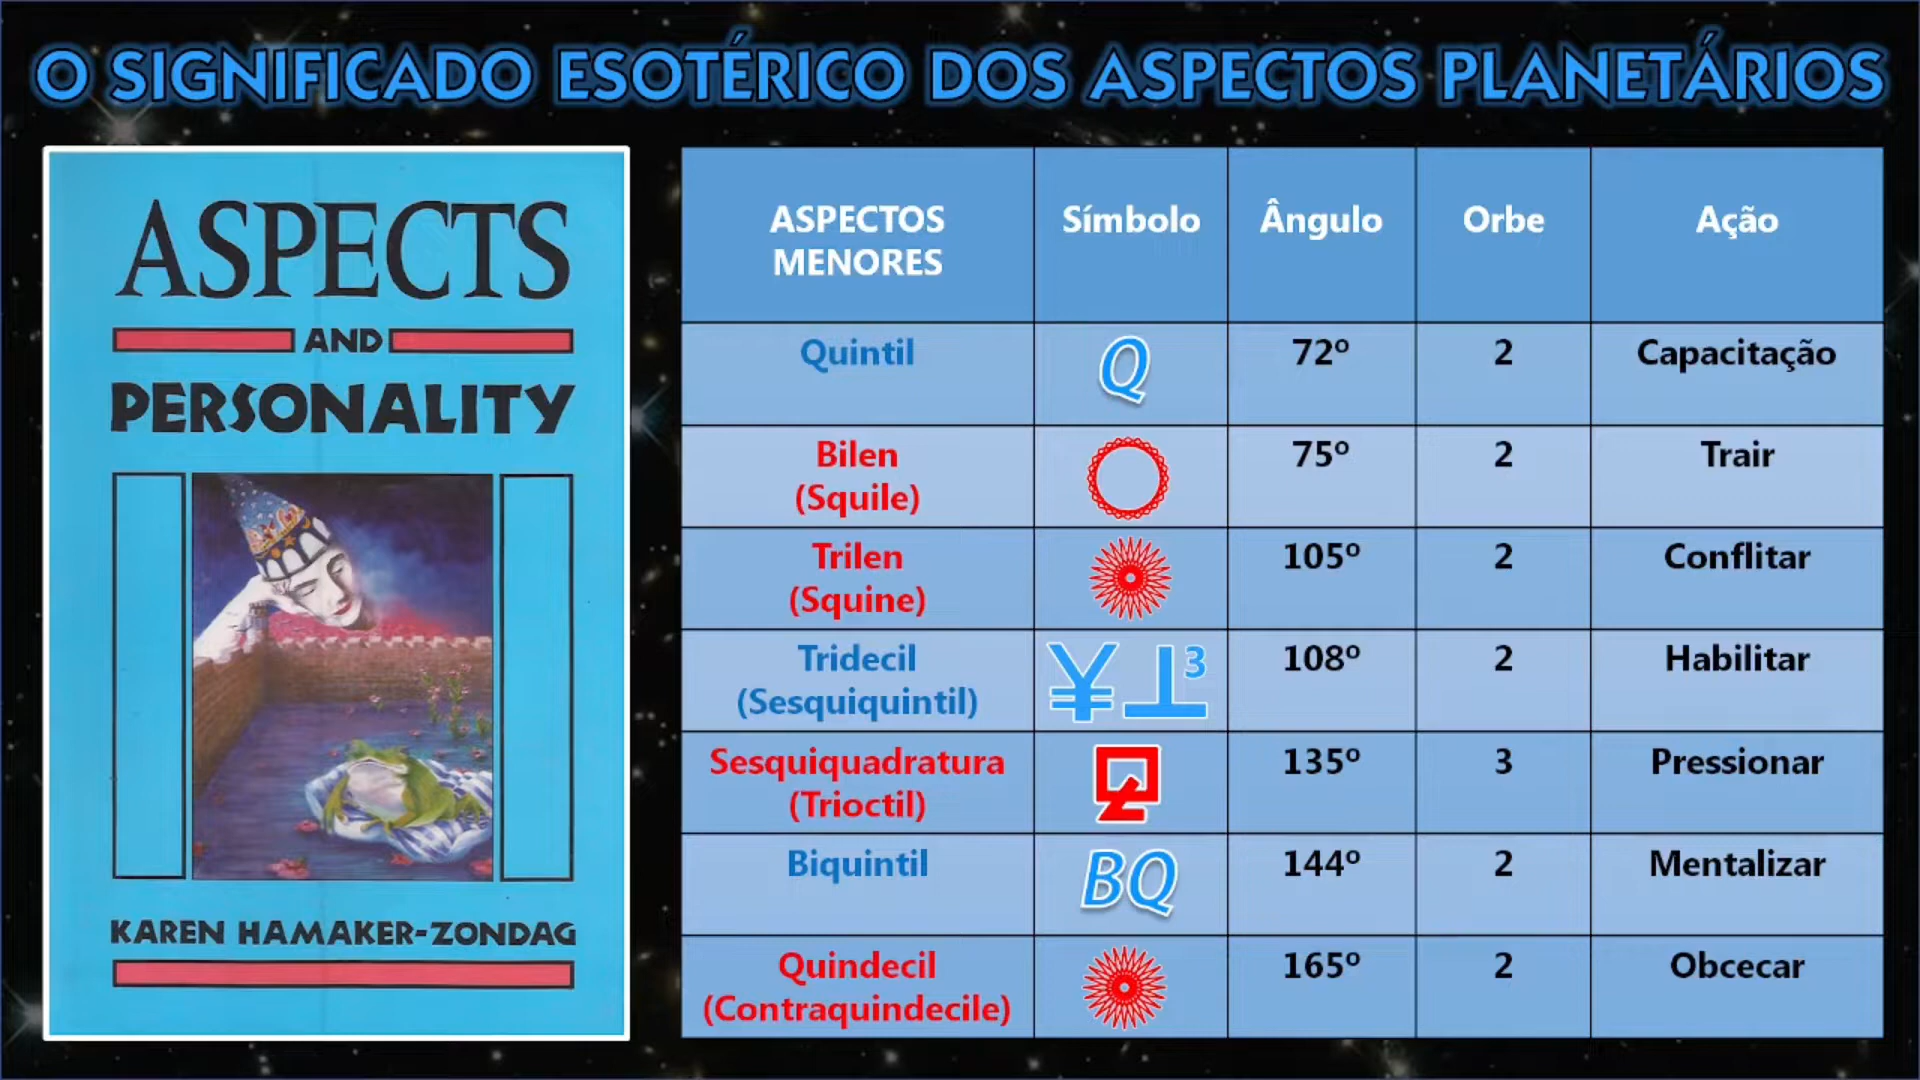 O SIGNIFICADO ESOTÉRICO DOS ASPECTOS PLANETÁRIOS
ASPECTS
AND
PERSONALITY
KAREN HAMAKER-ZONDAG
ASPECTOS MENORES Símbolo Ângulo Orbe Ação
Quintil Q 72º 2 Capacitação
Bilen (Squile) 75º 2 Trair
Trilen (Squine) 105º 2 Conflitar
Tridecil (Sesquiquintil) ¥⊥³ 108º 2 Habilitar
Sesquiquadratura (Trioctil) 135º 3 Pressionar
Biquintil BQ 144º 2 Mentalizar
Quindecil (Contraquindecile) 165º 2 Obcecar